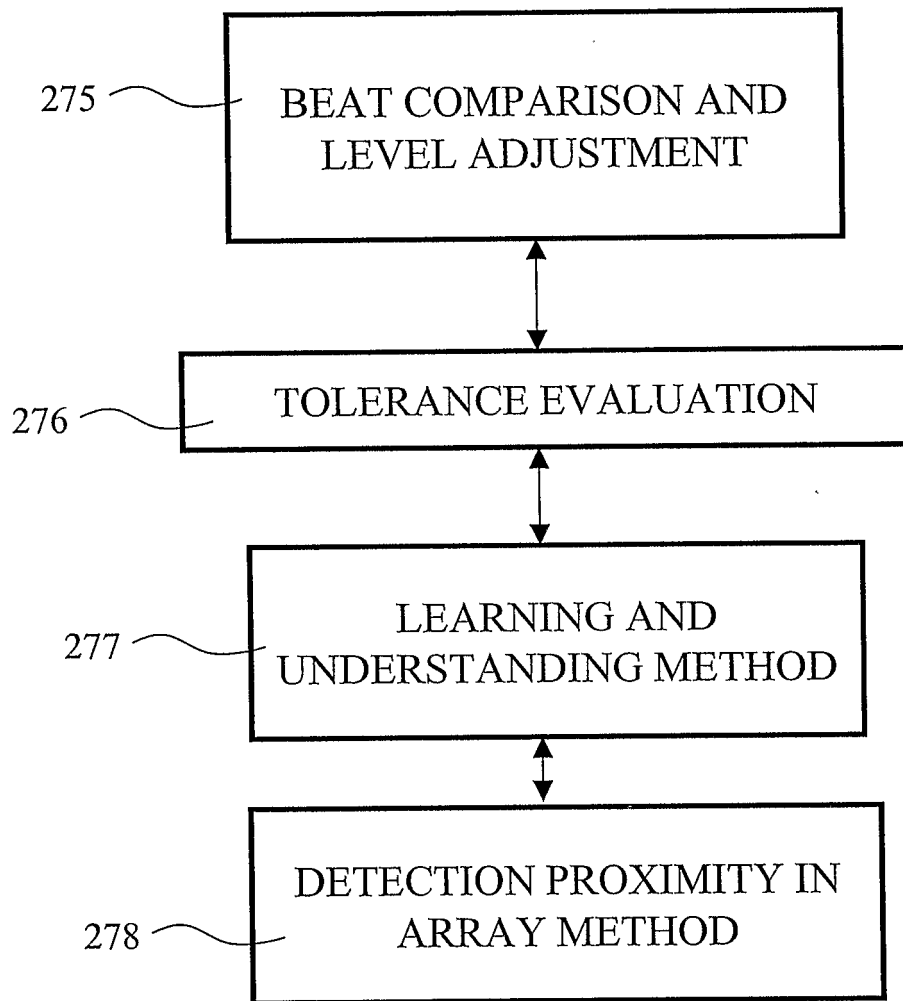 275
BEAT COMPARISON AND
LEVEL ADJUSTMENT
276
TOLERANCE EVALUATION
277
LEARNING AND
UNDERSTANDING METHOD
278
DETECTION PROXIMITY IN
ARRAY METHOD